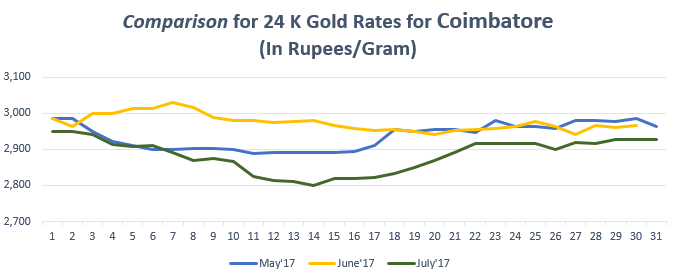 Comparison for 24 K Gold Rates for Coimbatore
(In Rupees/Gram)
3,100
3,000
2,900
2,800
2,700
1 2 3 4 5 6 7 8 9 10 11 12 13 14 15 16 17 18 19 20 21 22 23 24 25 26 27 28 29 30 31
May'17 June'17 July'17